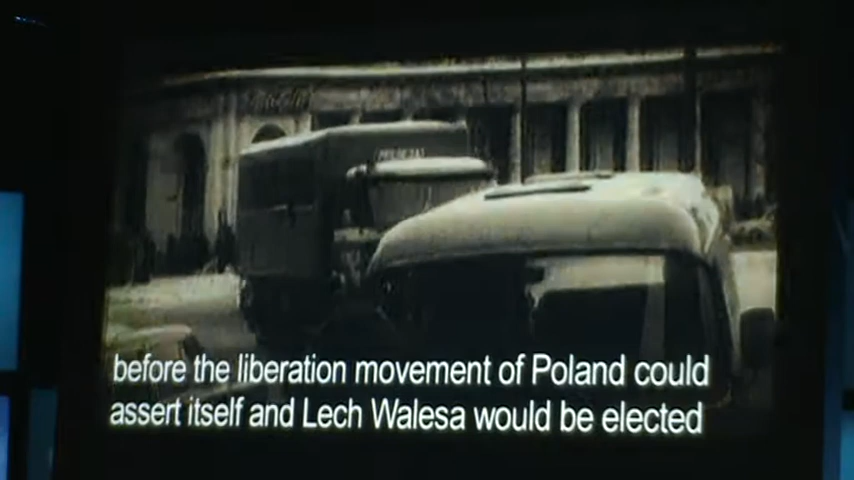 before the liberation movement of Poland could
assert itself and Lech Walesa would be elected